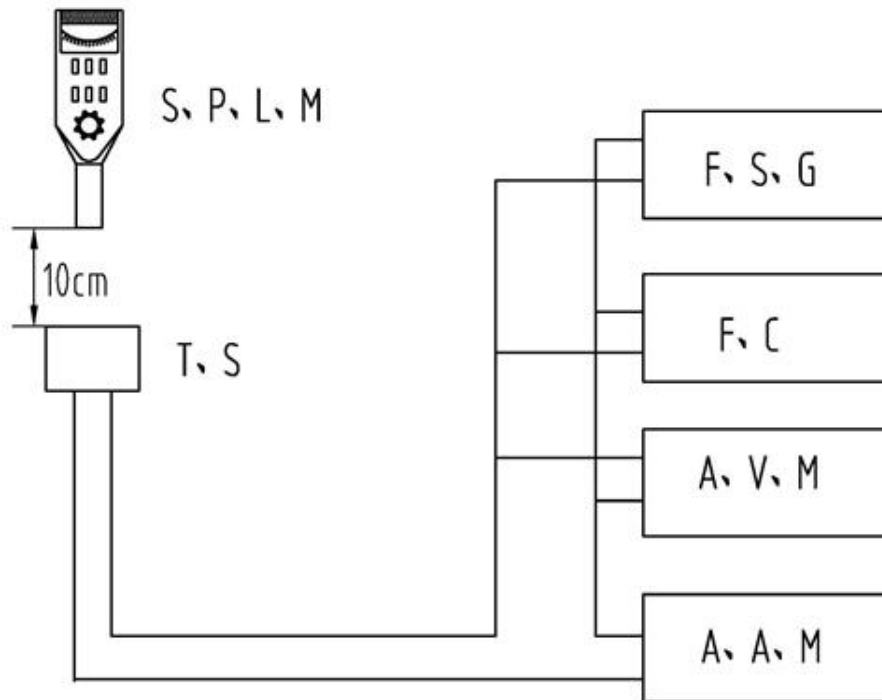 S、P、L、M
F、S、G
10cm
F、C
T、S
A、V、M
A、A、M